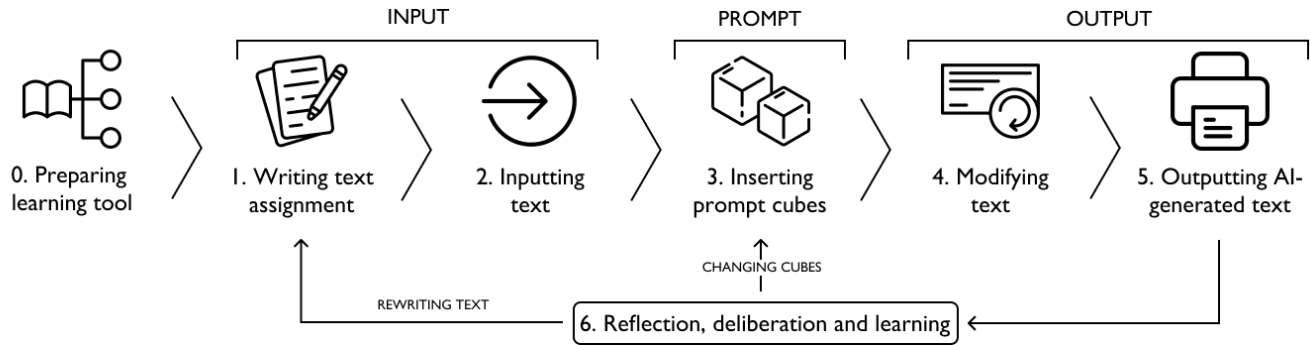 INPUT
PROMPT
OUTPUT
0. Preparing
learning tool
1. Writing text
assignment
2. Inputting
text
3. Inserting
prompt cubes
4. Modifying
text
5. Outputting AI-
generated text
CHANGING CUBES
REWRITING TEXT
6. Reflection, deliberation and learning